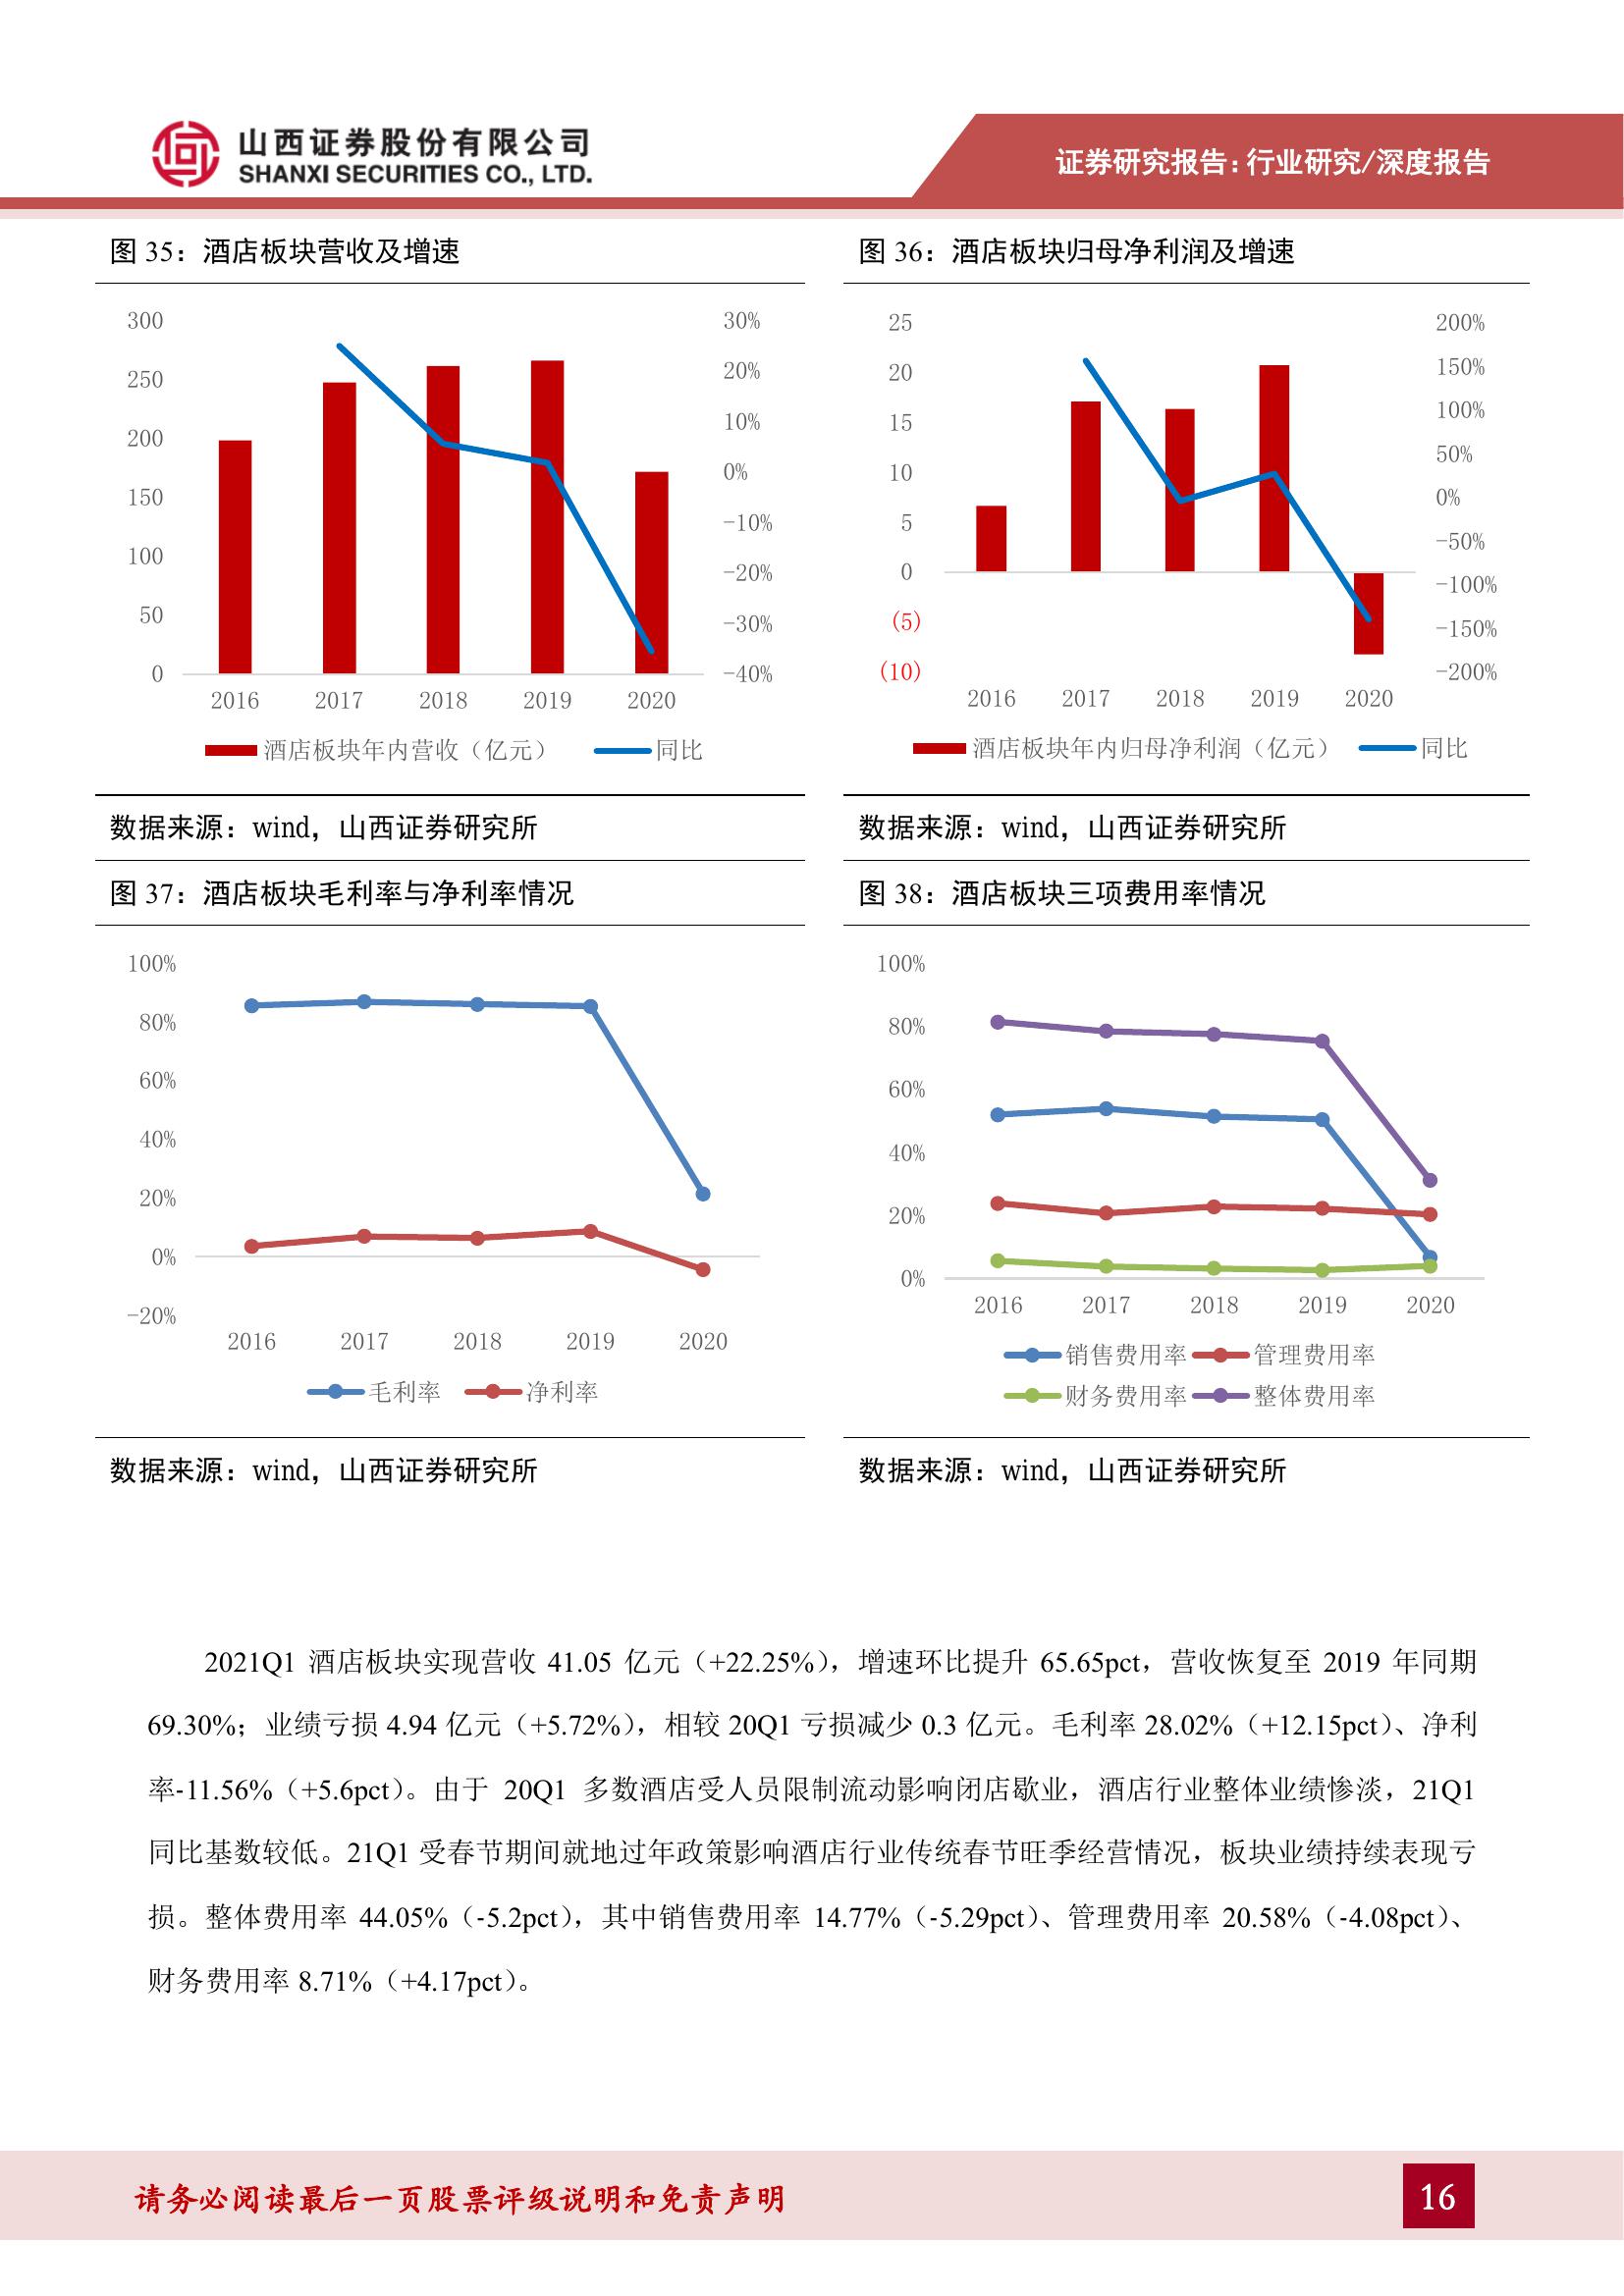 山西证券股份有限公司
SHANXI SECURITIES CO., LTD.
证券研究报告:行业研究/深度报告
图 35：酒店板块营收及增速
300
250
200
150
100
50
0
30%
20%
10%
0%
-10%
-20%
-30%
-40%
2016 2017 2018 2019 2020
酒店板块年内营收（亿元） 同比
数据来源：wind，山西证券研究所
图 36：酒店板块归母净利润及增速
25
20
15
10
5
0
(5)
(10)
200%
150%
100%
50%
0%
-50%
-100%
-150%
-200%
2016 2017 2018 2019 2020
酒店板块年内归母净利润（亿元） 同比
数据来源：wind，山西证券研究所
图 37：酒店板块毛利率与净利率情况
100%
80%
60%
40%
20%
0%
-20%
2016 2017 2018 2019 2020
毛利率 净利率
数据来源：wind，山西证券研究所
图 38：酒店板块三项费用率情况
100%
80%
60%
40%
20%
0%
2016 2017 2018 2019 2020
销售费用率 管理费用率
财务费用率 整体费用率
数据来源：wind，山西证券研究所
2021Q1 酒店板块实现营收 41.05 亿元（+22.25%），增速环比提升 65.65pct，营收恢复至 2019 年同期
69.30%；业绩亏损 4.94 亿元（+5.72%），相较 20Q1 亏损减少 0.3 亿元。毛利率 28.02%（+12.15pct）、净利
率-11.56%（+5.6pct）。由于 20Q1 多数酒店受人员限制流动影响闭店歇业，酒店行业整体业绩惨淡，21Q1
同比基数较低。21Q1 受春节期间就地过年政策影响酒店行业传统春节旺季经营情况，板块业绩持续表现亏
损。整体费用率 44.05%（-5.2pct），其中销售费用率 14.77%（-5.29pct）、管理费用率 20.58%（-4.08pct）、
财务费用率 8.71%（+4.17pct）。
请务必阅读最后一页股票评级说明和免责声明
16